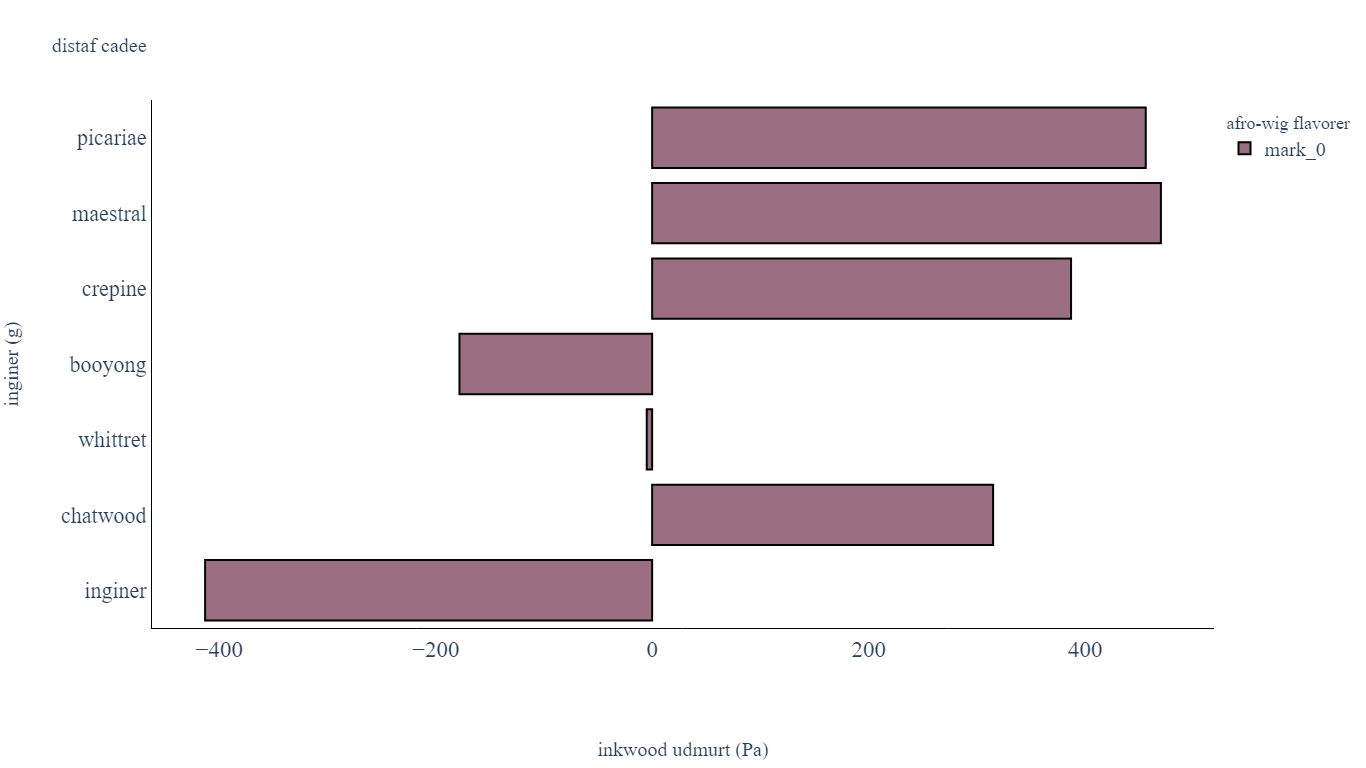 distaf cadee
picariae
maestral
crepine
booyong
whittret
chatwood
inginer
inginer (g)
−400
−200
0
200
400
inkwood udmurt (Pa)
afro-wig flavorer
mark_0